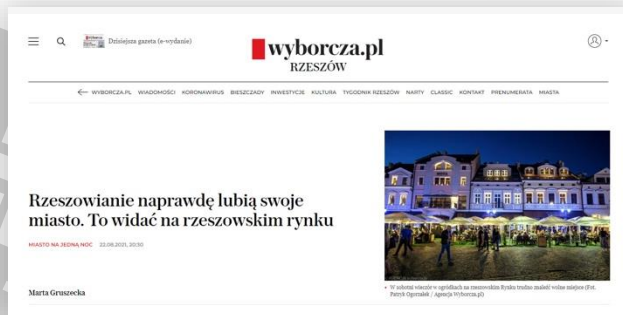 Dzisiejsza gazeta (e-wydanie)
wyborcza.pl
RZESZÓW
WYBORCZA.PL WIADOMOŚCI KORONAWIRUS BIESZCZADY INWESTYCJE KULTURA TYGODNIK RZESZÓW NARTY CLASSIC KONTAKT PRENUMERATA MIASTA
Rzeszowianie naprawdę lubią swoje
miasto. To widać na rzeszowskim rynku
MIASTO NA JEDNĄ NOC 22.08.2021, 20:30
Marta Gruszecka
W sobotni wieczór w ogródkach na rzeszowskim Rynku trudno znaleźć wolne miejsce (Fot.
Patryk Ogorzałek / Agencja Wyborcza.pl)